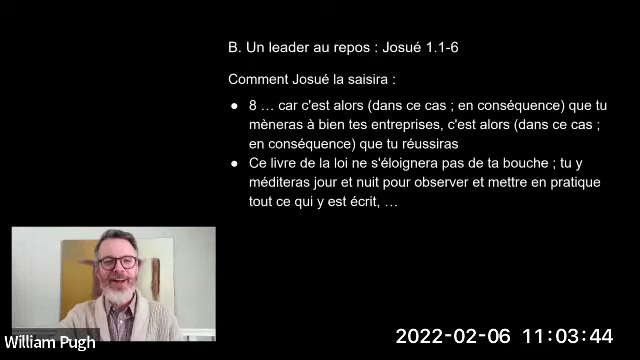 B. Un leader au repos : Josué 1.1-6
Comment Josué la saisira :
● 8 … car c'est alors (dans ce cas ; en conséquence) que tu
mèneras à bien tes entreprises, c'est alors (dans ce cas ;
en conséquence) que tu réussiras
● Ce livre de la loi ne s'éloignera pas de ta bouche ; tu y
méditeras jour et nuit pour observer et mettre en pratique
tout ce qui y est écrit, …
William Pugh
2022-02-06 11:03:44